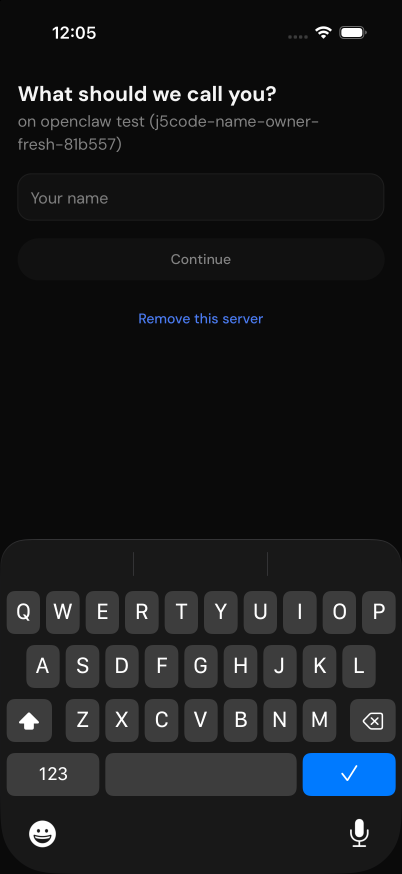 12:05
What should we call you?
on openclaw test (j5code-name-owner-
fresh-81b557)
Your name
Continue
Remove this server
Q W E R T Y U I O P
A S D F G H J K L
Z X C V B N M
123